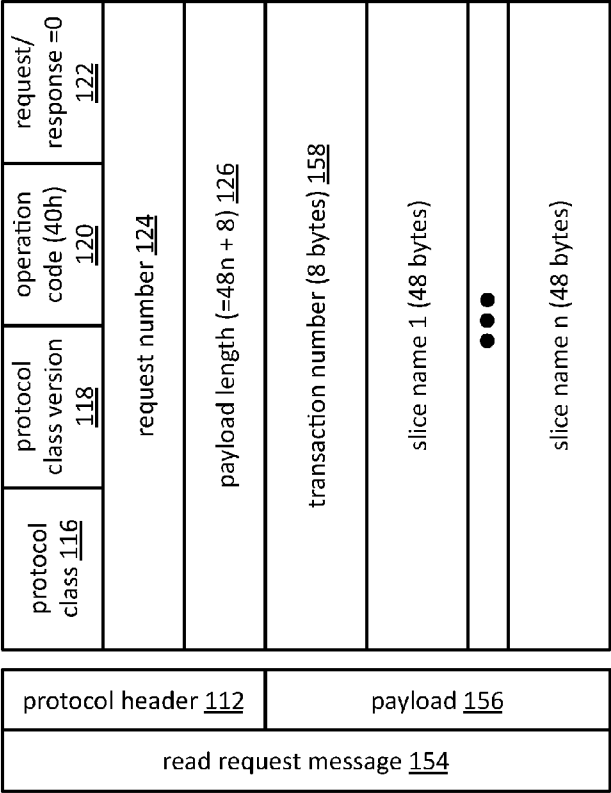 protocol
class 116
protocol
class version
118
operation
code (40h)
120
request/
response =0
122
request number 124
payload length (=48n + 8) 126
transaction number (8 bytes) 158
slice name 1 (48 bytes)
●●●
slice name n (48 bytes)
protocol header 112
payload 156
read request message 154